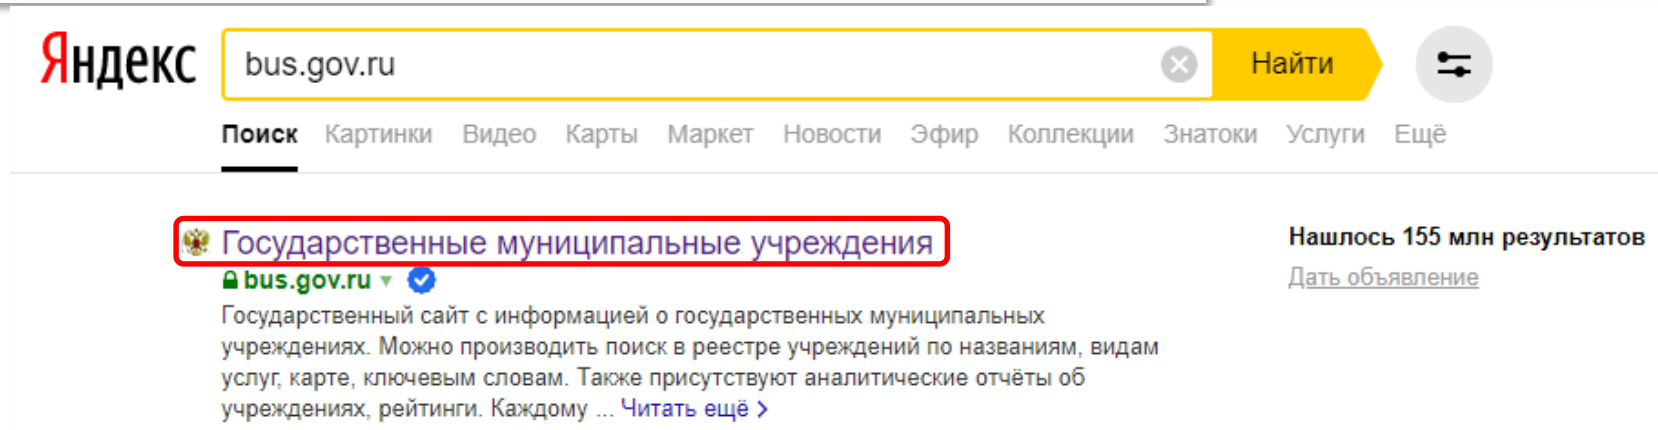 Яндекс
bus.gov.ru
Найти
Поиск Картинки Видео Карты Маркет Новости Эфир Коллекции Знатоки Услуги Ещё
Государственные муниципальные учреждения
bus.gov.ru
Государственный сайт с информацией о государственных муниципальных
учреждениях. Можно производить поиск в реестре учреждений по названиям, видам
услуг, карте, ключевым словам. Также присутствуют аналитические отчёты об
учреждениях, рейтинги. Каждому ... Читать ещё >
Нашлось 155 млн результатов
Дать объявление